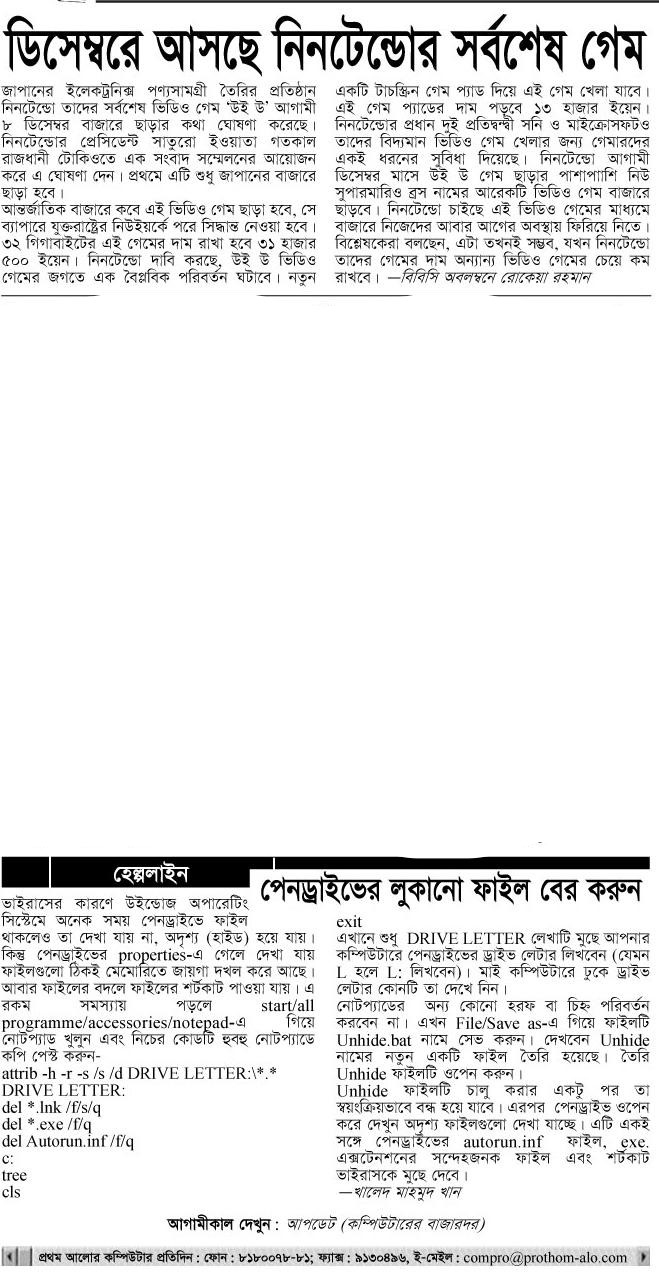 ডিসেম্বরে আসছে নিনটেন্ডোর সর্বশেষ গেম
জাপানের ইলেকট্রনিক্স পণ্যসামগ্রী তৈরির প্রতিষ্ঠান
নিনটেন্ডো তাদের সর্বশেষ ভিডিও গেম ‘উই উ’ আগামী
৮ ডিসেম্বর বাজারে ছাড়ার কথা ঘোষণা করেছে।
নিনটেন্ডোর প্রেসিডেন্ট সাতুরো ইওয়াতা গতকাল
রাজধানী টোকিওতে এক সংবাদ সম্মেলনের আয়োজন
করে এ ঘোষণা দেন। প্রথমে এটি শুধু জাপানের বাজারে
ছাড়া হবে।
আন্তর্জাতিক বাজারে কবে এই ভিডিও গেম ছাড়া হবে, সে
ব্যাপারে যুক্তরাষ্ট্রের নিউইয়র্কে পরে সিদ্ধান্ত নেওয়া হবে।
৩২ গিগাবাইটের এই গেমের দাম রাখা হবে ৩১ হাজার
৫০০ ইয়েন। নিনটেন্ডো দাবি করছে, উই উ ভিডিও
গেমের জগতে এক বৈপ্লবিক পরিবর্তন ঘটাবে। নতুন
একটি টাচস্ক্রিন গেম প্যাড দিয়ে এই গেম খেলা যাবে।
এই গেম প্যাডের দাম পড়বে ১৩ হাজার ইয়েন।
নিনটেন্ডোর প্রধান দুই প্রতিদ্বন্দ্বী সনি ও মাইক্রোসফটও
তাদের বিদ্যমান ভিডিও গেম খেলার জন্য গেমারদের
একই ধরনের সুবিধা দিয়েছে। নিনটেন্ডো আগামী
ডিসেম্বর মাসে উই উ গেম ছাড়ার পাশাপাাশি নিউ
সুপারমারিও ব্রস নামের আরেকটি ভিডিও গেম বাজারে
ছাড়বে। নিনটেন্ডো চাইছে এই ভিডিও গেমের মাধ্যমে
বাজারে নিজেদের আবার আগের অবস্থায় ফিরিয়ে নিতে।
বিশ্লেষকেরা বলছেন, এটা তখনই সম্ভব, যখন নিনটেন্ডো
তাদের গেমের দাম অন্যান্য ভিডিও গেমের চেয়ে কম
রাখবে। —বিবিসি অবলম্বনে রোকেয়া রহমান
হেল্পলাইন
পেনড্রাইভের লুকানো ফাইল বের করুন
ভাইরাসের কারণে উইন্ডোজ অপারেটিং
সিস্টেমে অনেক সময় পেনড্রাইভে ফাইল
থাকলেও তা দেখা যায় না, অদৃশ্য (হাইড) হয়ে যায়।
কিন্তু পেনড্রাইভের properties-এ গেলে দেখা যায়
ফাইলগুলো ঠিকই মেমোরিতে জায়গা দখল করে আছে।
আবার ফাইলের বদলে ফাইলের শর্টকাট পাওয়া যায়। এ
রকম সমস্যায় পড়লে start/all
programme/accessories/notepad-এ গিয়ে
নোটপ্যাড খুলুন এবং নিচের কোডটি হুবহু নোটপ্যাডে
কপি পেস্ট করুন-
attrib -h -r -s /s /d DRIVE LETTER:\*.*
DRIVE LETTER:
del *.lnk /f/s/q
del *.exe /f/q
del Autorun.inf /f/q
c:
tree
cls
exit
এখানে শুধু DRIVE LETTER লেখাটি মুছে আপনার
কম্পিউটারে পেনড্রাইভের ড্রাইভ লেটার লিখবেন (যেমন
L হলে L: লিখবেন)। মাই কম্পিউটারে ঢুকে ড্রাইভ
লেটার কোনটি তা দেখে নিন।
নোটপ্যাডের অন্য কোনো হরফ বা চিহ্ন পরিবর্তন
করবেন না। এখন File/Save as-এ গিয়ে ফাইলটি
Unhide.bat নামে সেভ করুন। দেখবেন Unhide
নামের নতুন একটি ফাইল তৈরি হয়েছে। তৈরি
Unhide ফাইলটি ওপেন করুন।
Unhide ফাইলটি চালু করার একটু পর তা
স্বয়ংক্রিয়ভাবে বন্ধ হয়ে যাবে। এরপর পেনড্রাইভ ওপেন
করে দেখুন অদৃশ্য ফাইলগুলো দেখা যাচ্ছে। এটি একই
সঙ্গে পেনড্রাইভের autorun.inf ফাইল, exe.
এক্সটেনশনের সন্দেহজনক ফাইল এবং শর্টকাট
ভাইরাসকে মুছে দেবে।
—খালেদ মাহমুদ খান
আগামীকাল দেখুন : আপডেট (কম্পিউটারের বাজারদর)
প্রথম আলোর কম্পিউটার প্রতিদিন : ফোন : ৮১৮০০৭৮-৮১; ফ্যাক্স : ৯১৩০৪৯৬, ই-মেইল : compro@prothom-alo.com